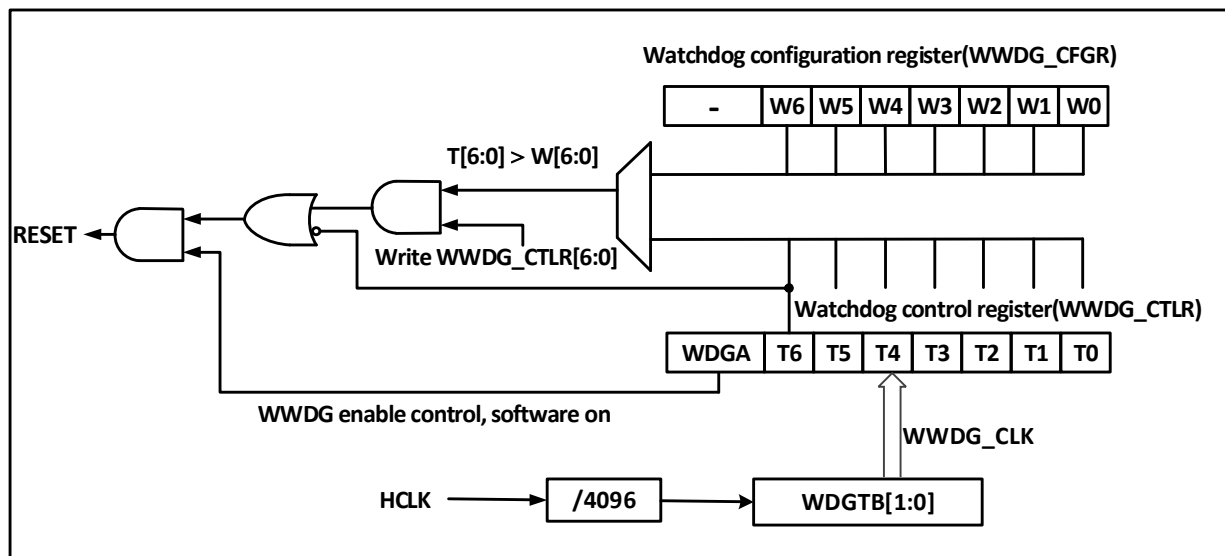 Watchdog configuration register(WWDG_CFGR)
- W6 W5 W4 W3 W2 W1 W0
T[6:0] > W[6:0]
RESET
Write WWDG_CTLR[6:0]
Watchdog control register(WWDG_CTLR)
WDGA T6 T5 T4 T3 T2 T1 T0
WWDG enable control, software on
WWDG_CLK
HCLK /4096 WDGTB[1:0]